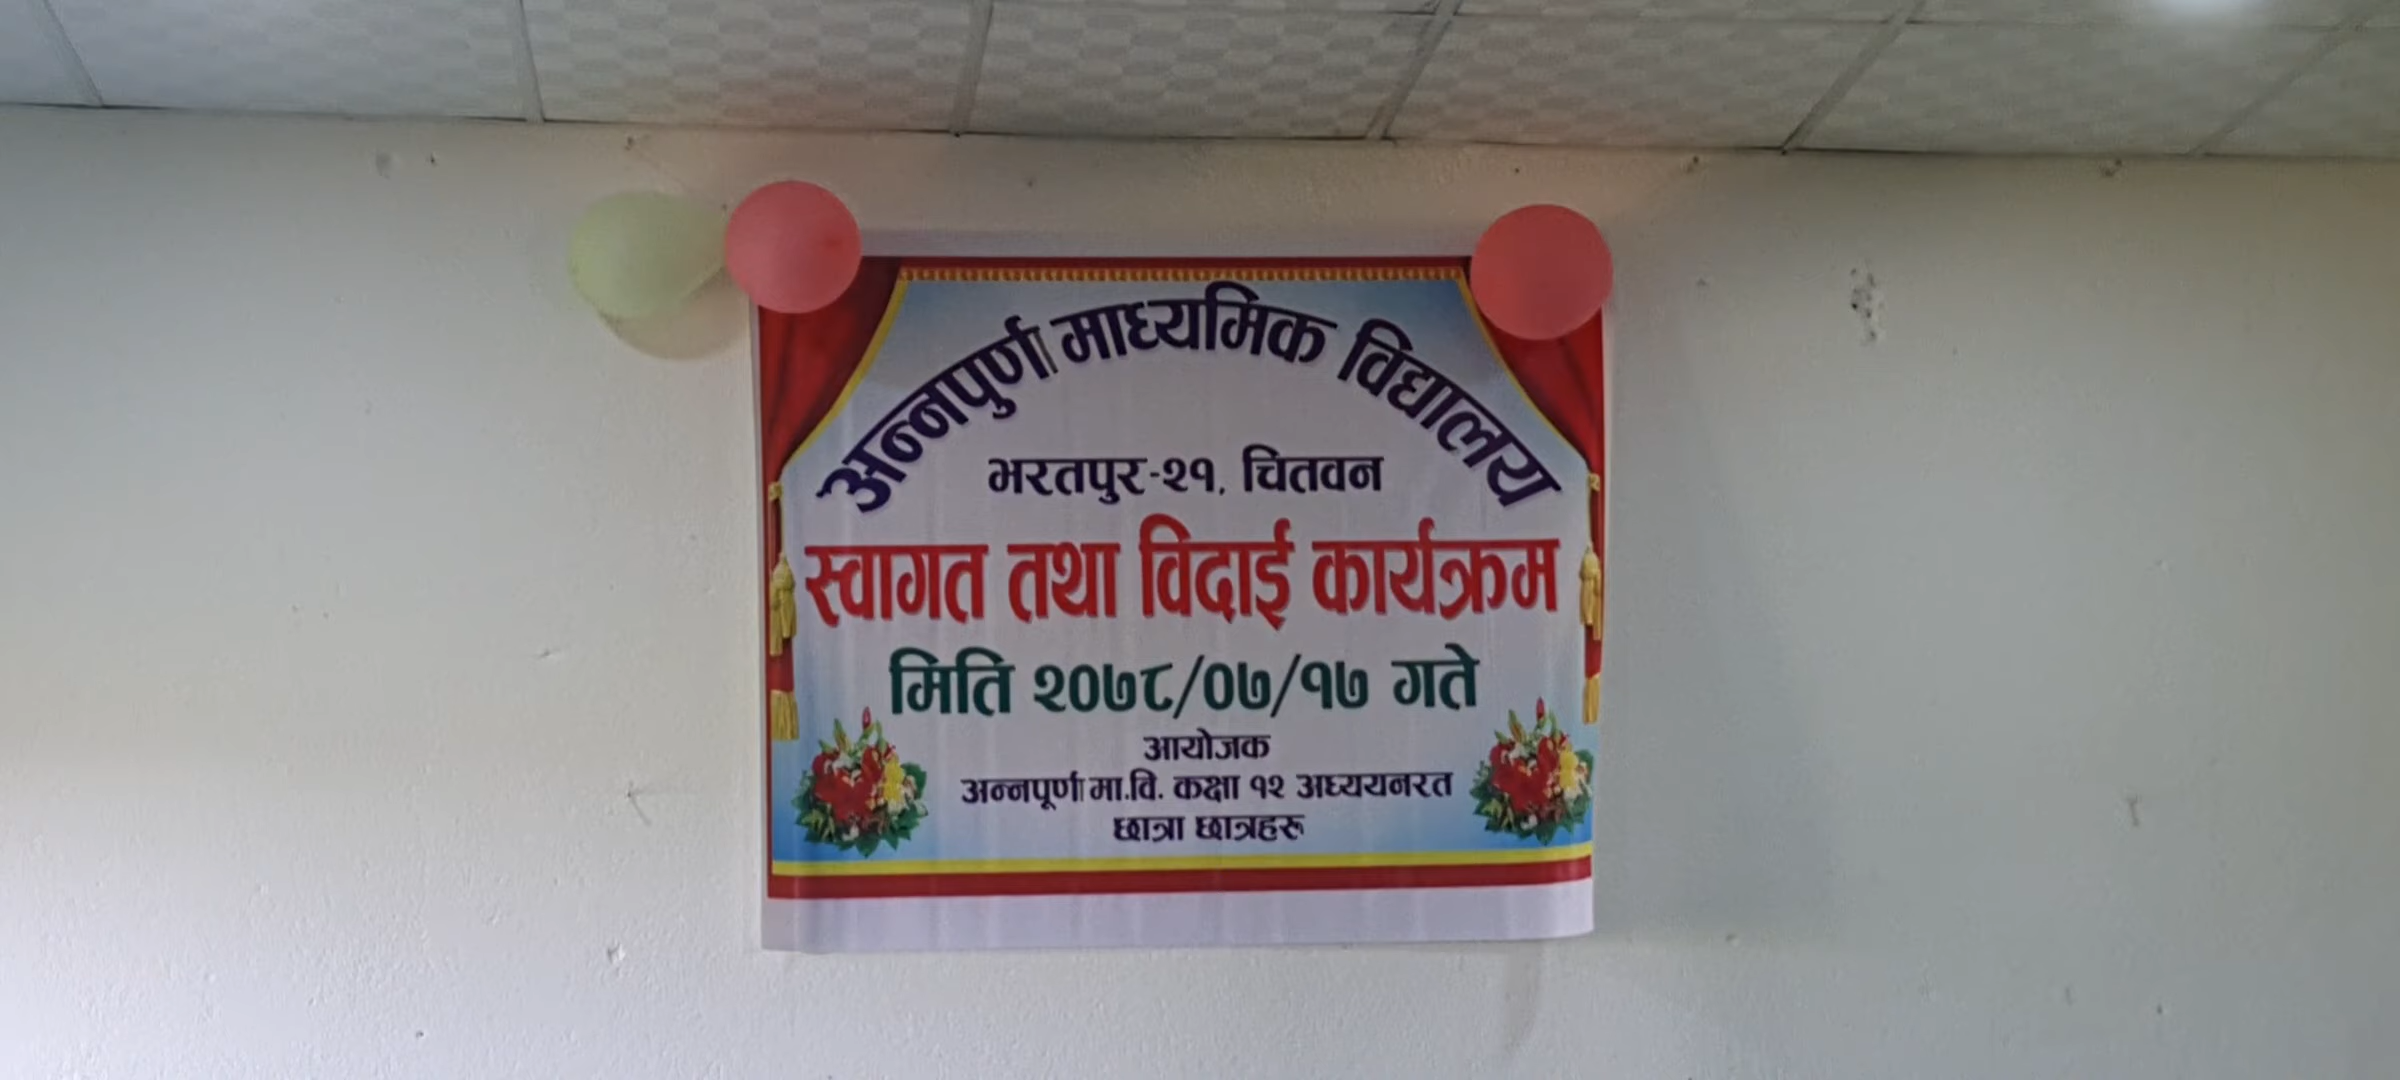 अन्नपुर्ण माध्यमिक विद्यालय
भरतपुर-२१, चितवन
स्वागत तथा विदाई कार्यक्रम
मिति २०७८/०७/१७ गते
आयोजक
अन्नपूर्ण मा.वि. कक्षा १२ अध्ययनरत
छात्रा छात्रहरू